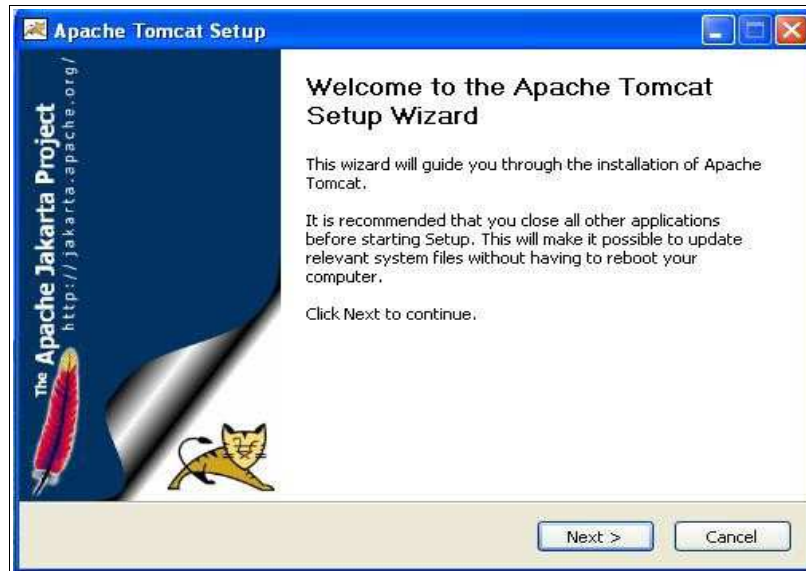 Apache Tomcat Setup
The Apache Jakarta Project
http://jakarta.apache.org/
Welcome to the Apache Tomcat
Setup Wizard
This wizard will guide you through the installation of Apache
Tomcat.
It is recommended that you close all other applications
before starting Setup. This will make it possible to update
relevant system files without having to reboot your
computer.
Click Next to continue.
Next >
Cancel